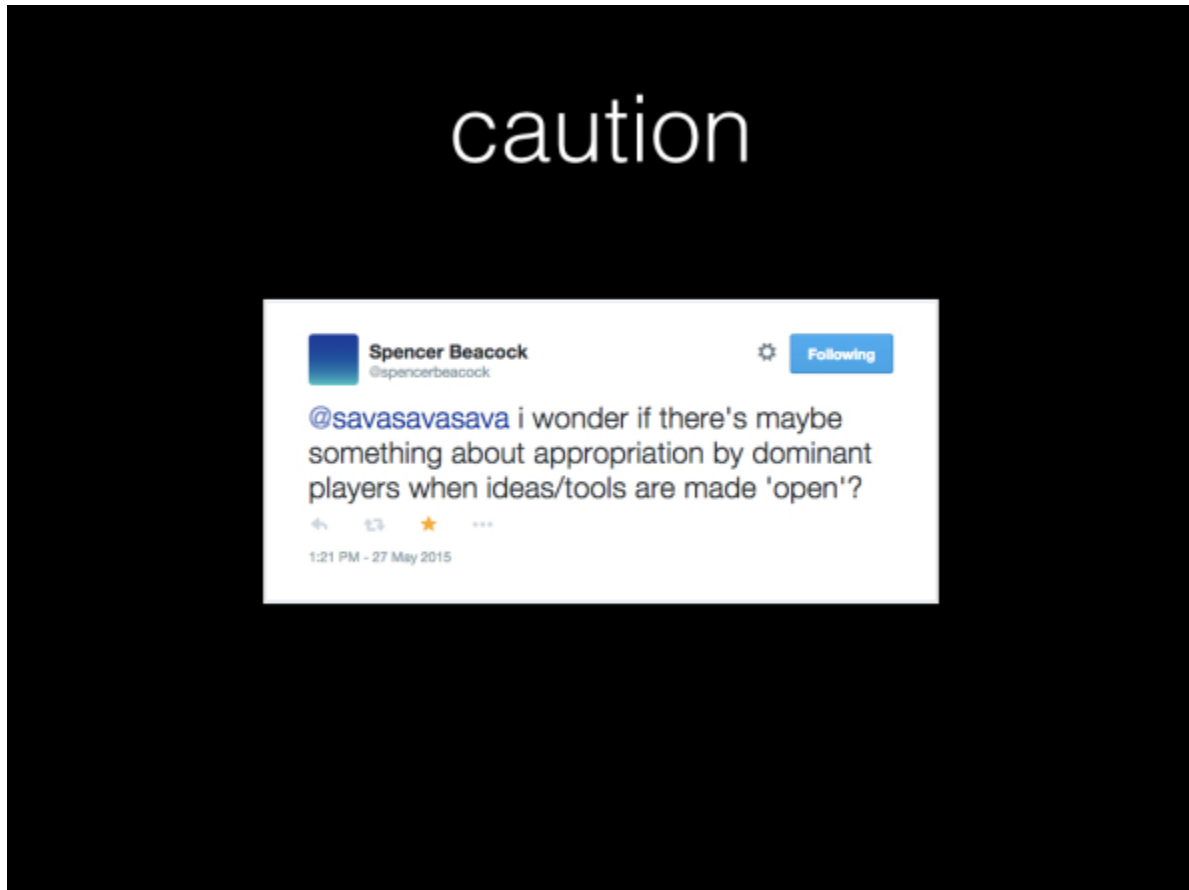 caution
Spencer Beacock
@spencerbeacock
Following
@savasavasava i wonder if there's maybe
something about appropriation by dominant
players when ideas/tools are made 'open'?
1:21 PM - 27 May 2015